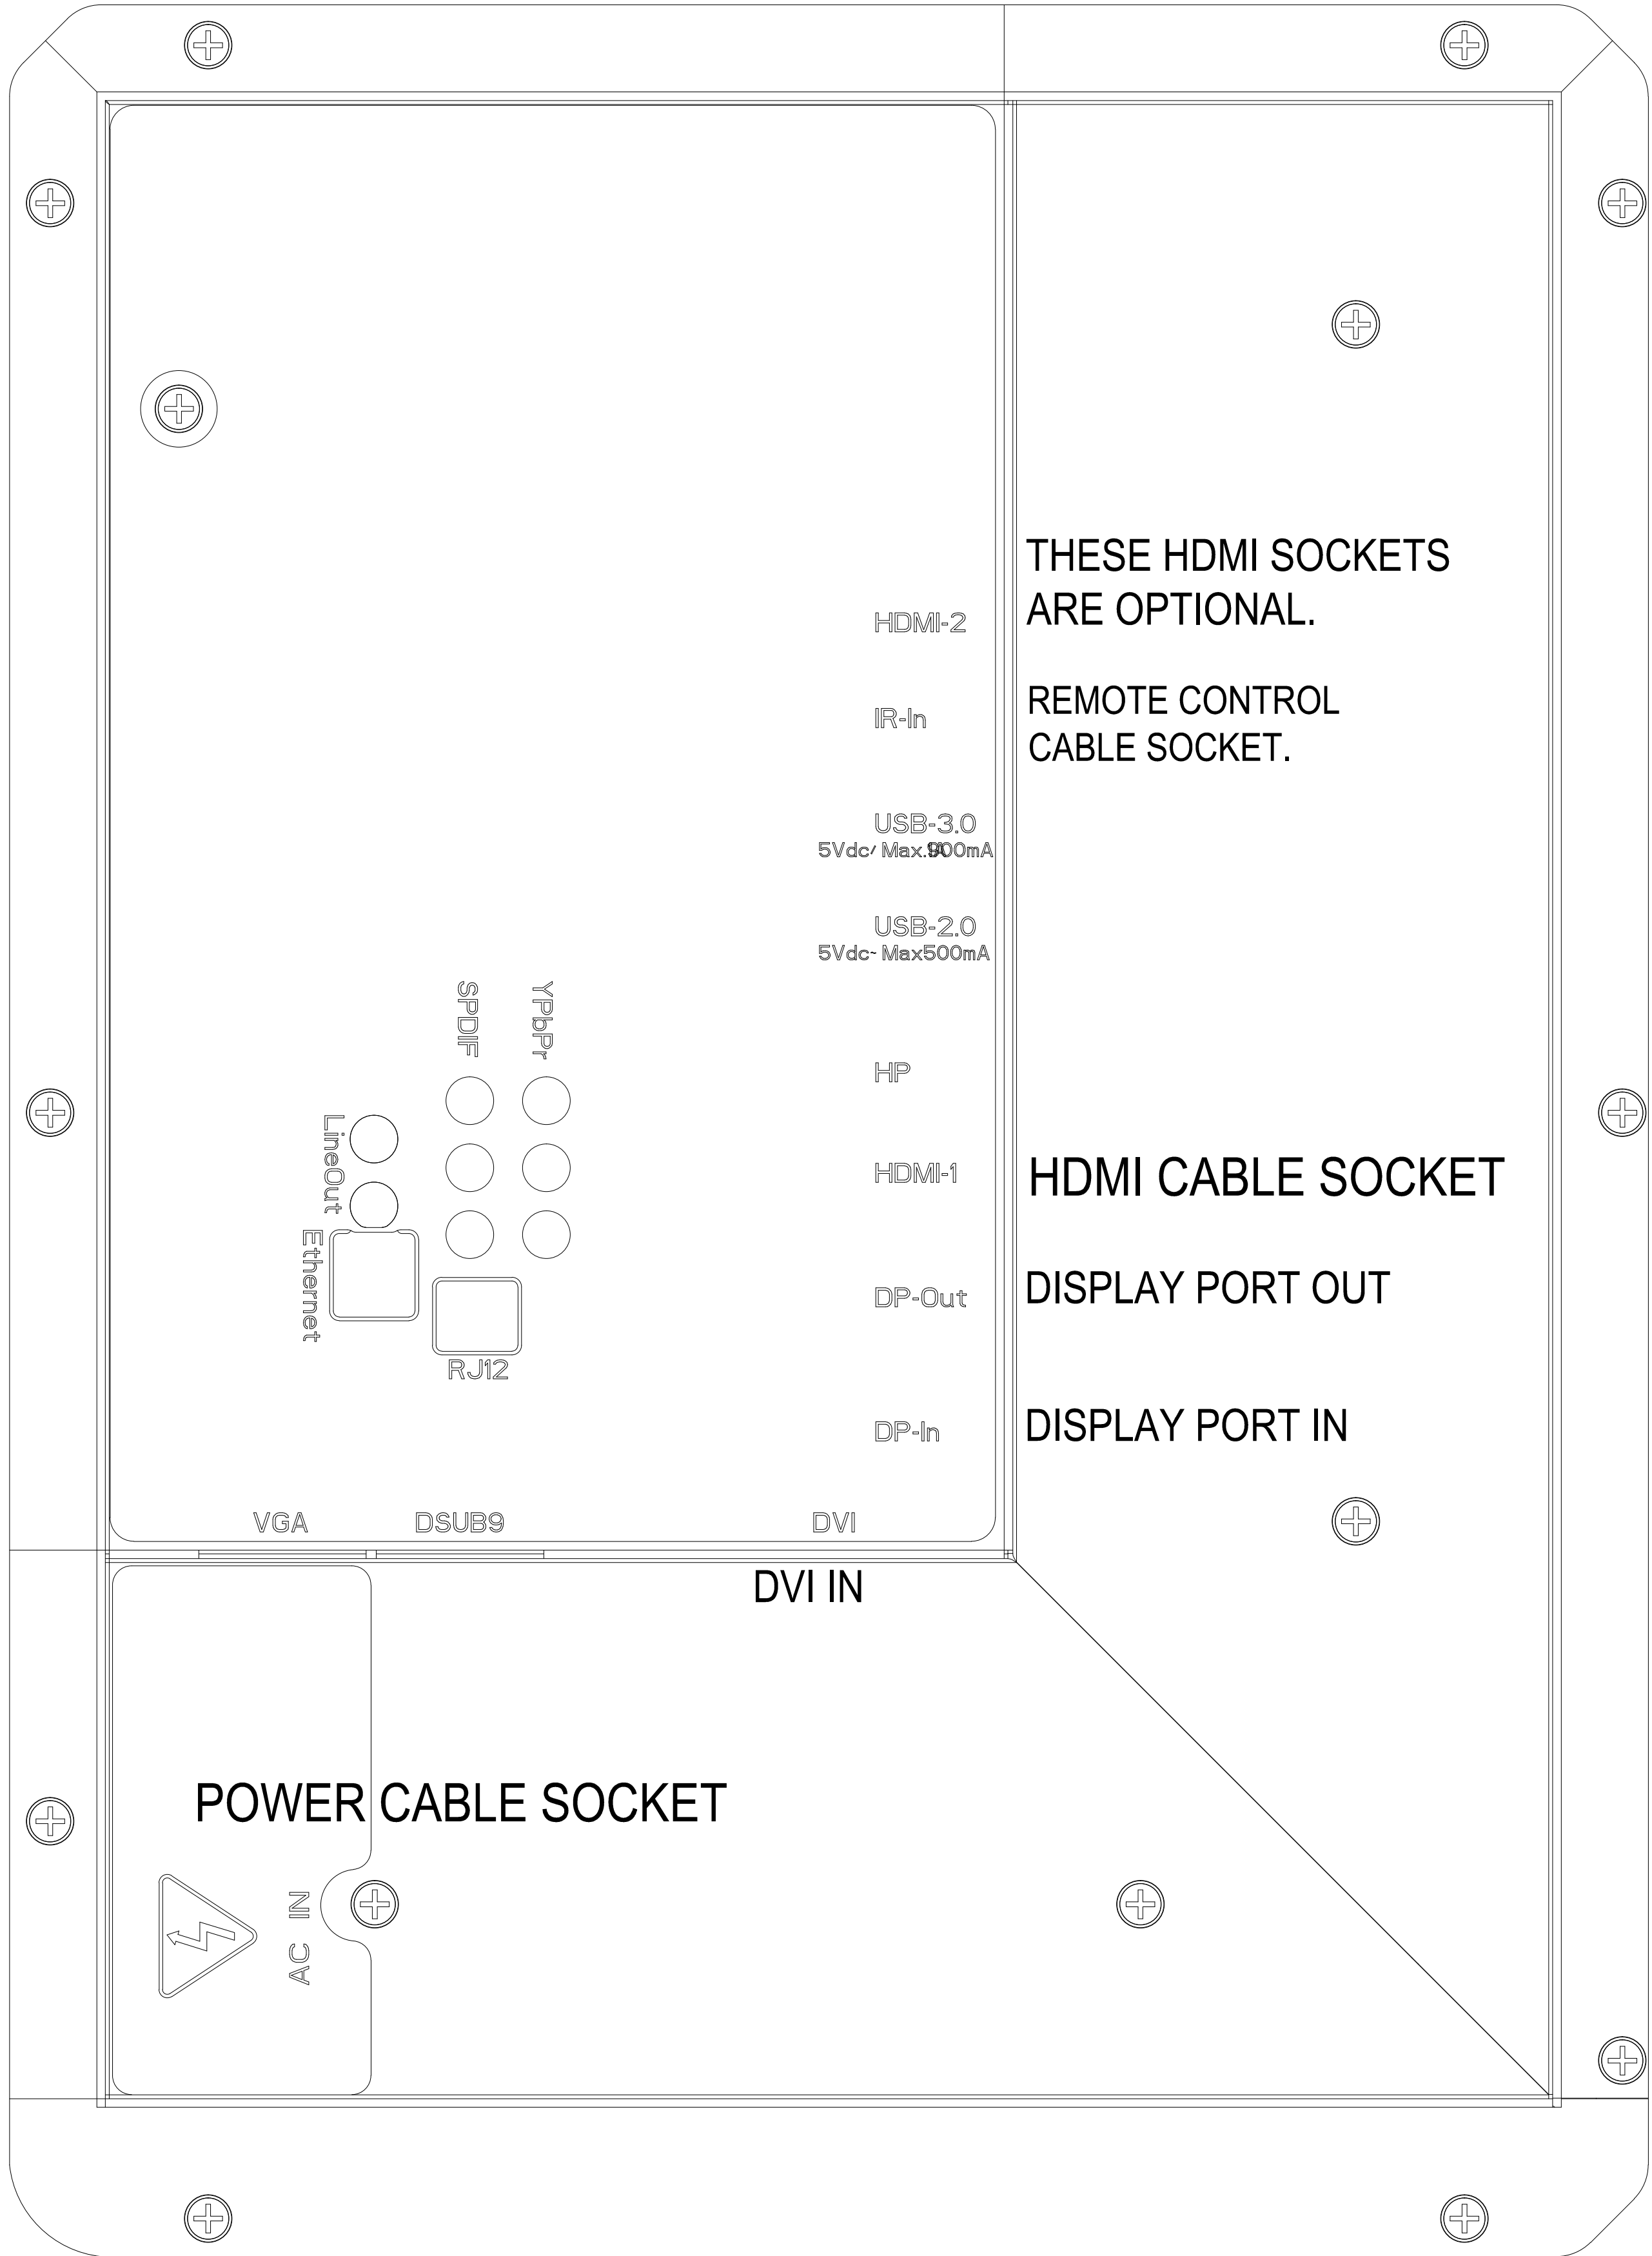 THESE HDMI SOCKETS
ARE OPTIONAL.
HDMI-2
REMOTE CONTROL
CABLE SOCKET.
IR-In
USB-3.0
5Vdc Max.
USB-2.0
5Vdc~ Max500mA
SPDIF
YPbPr
HP
LineOut
HDMI-1
HDMI CABLE SOCKET
Ethernet
DP-Out
DISPLAY PORT OUT
RJ12
DP-In
DISPLAY PORT IN
VGA
DSUB9
DVI
DVI IN
POWER CABLE SOCKET
AC IN